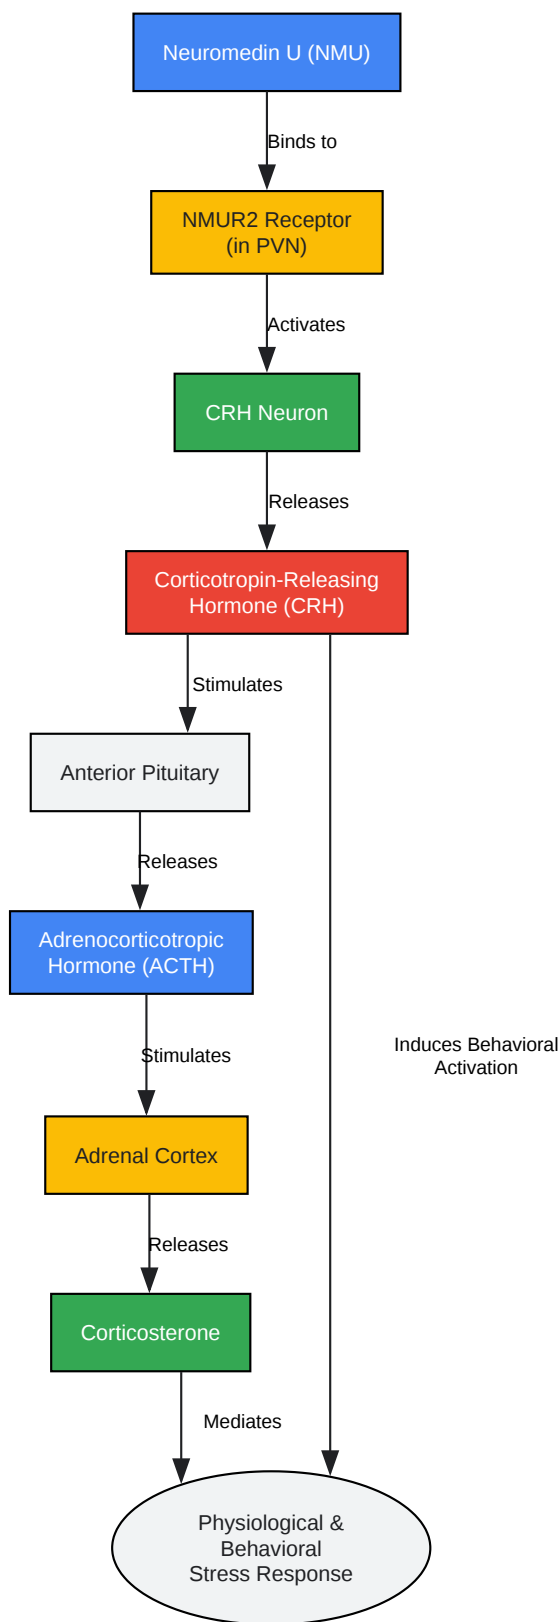 Neuromedin U (NMU)
Binds to
NMUR2 Receptor
(in PVN)
Activates
CRH Neuron
Releases
Corticotropin-Releasing
Hormone (CRH)
Stimulates
Anterior Pituitary
Releases
Adrenocorticotropic
Hormone (ACTH)
Induces Behavioral
Activation
Stimulates
Adrenal Cortex
Releases
Corticosterone
Mediates
Physiological &
Behavioral
Stress Response